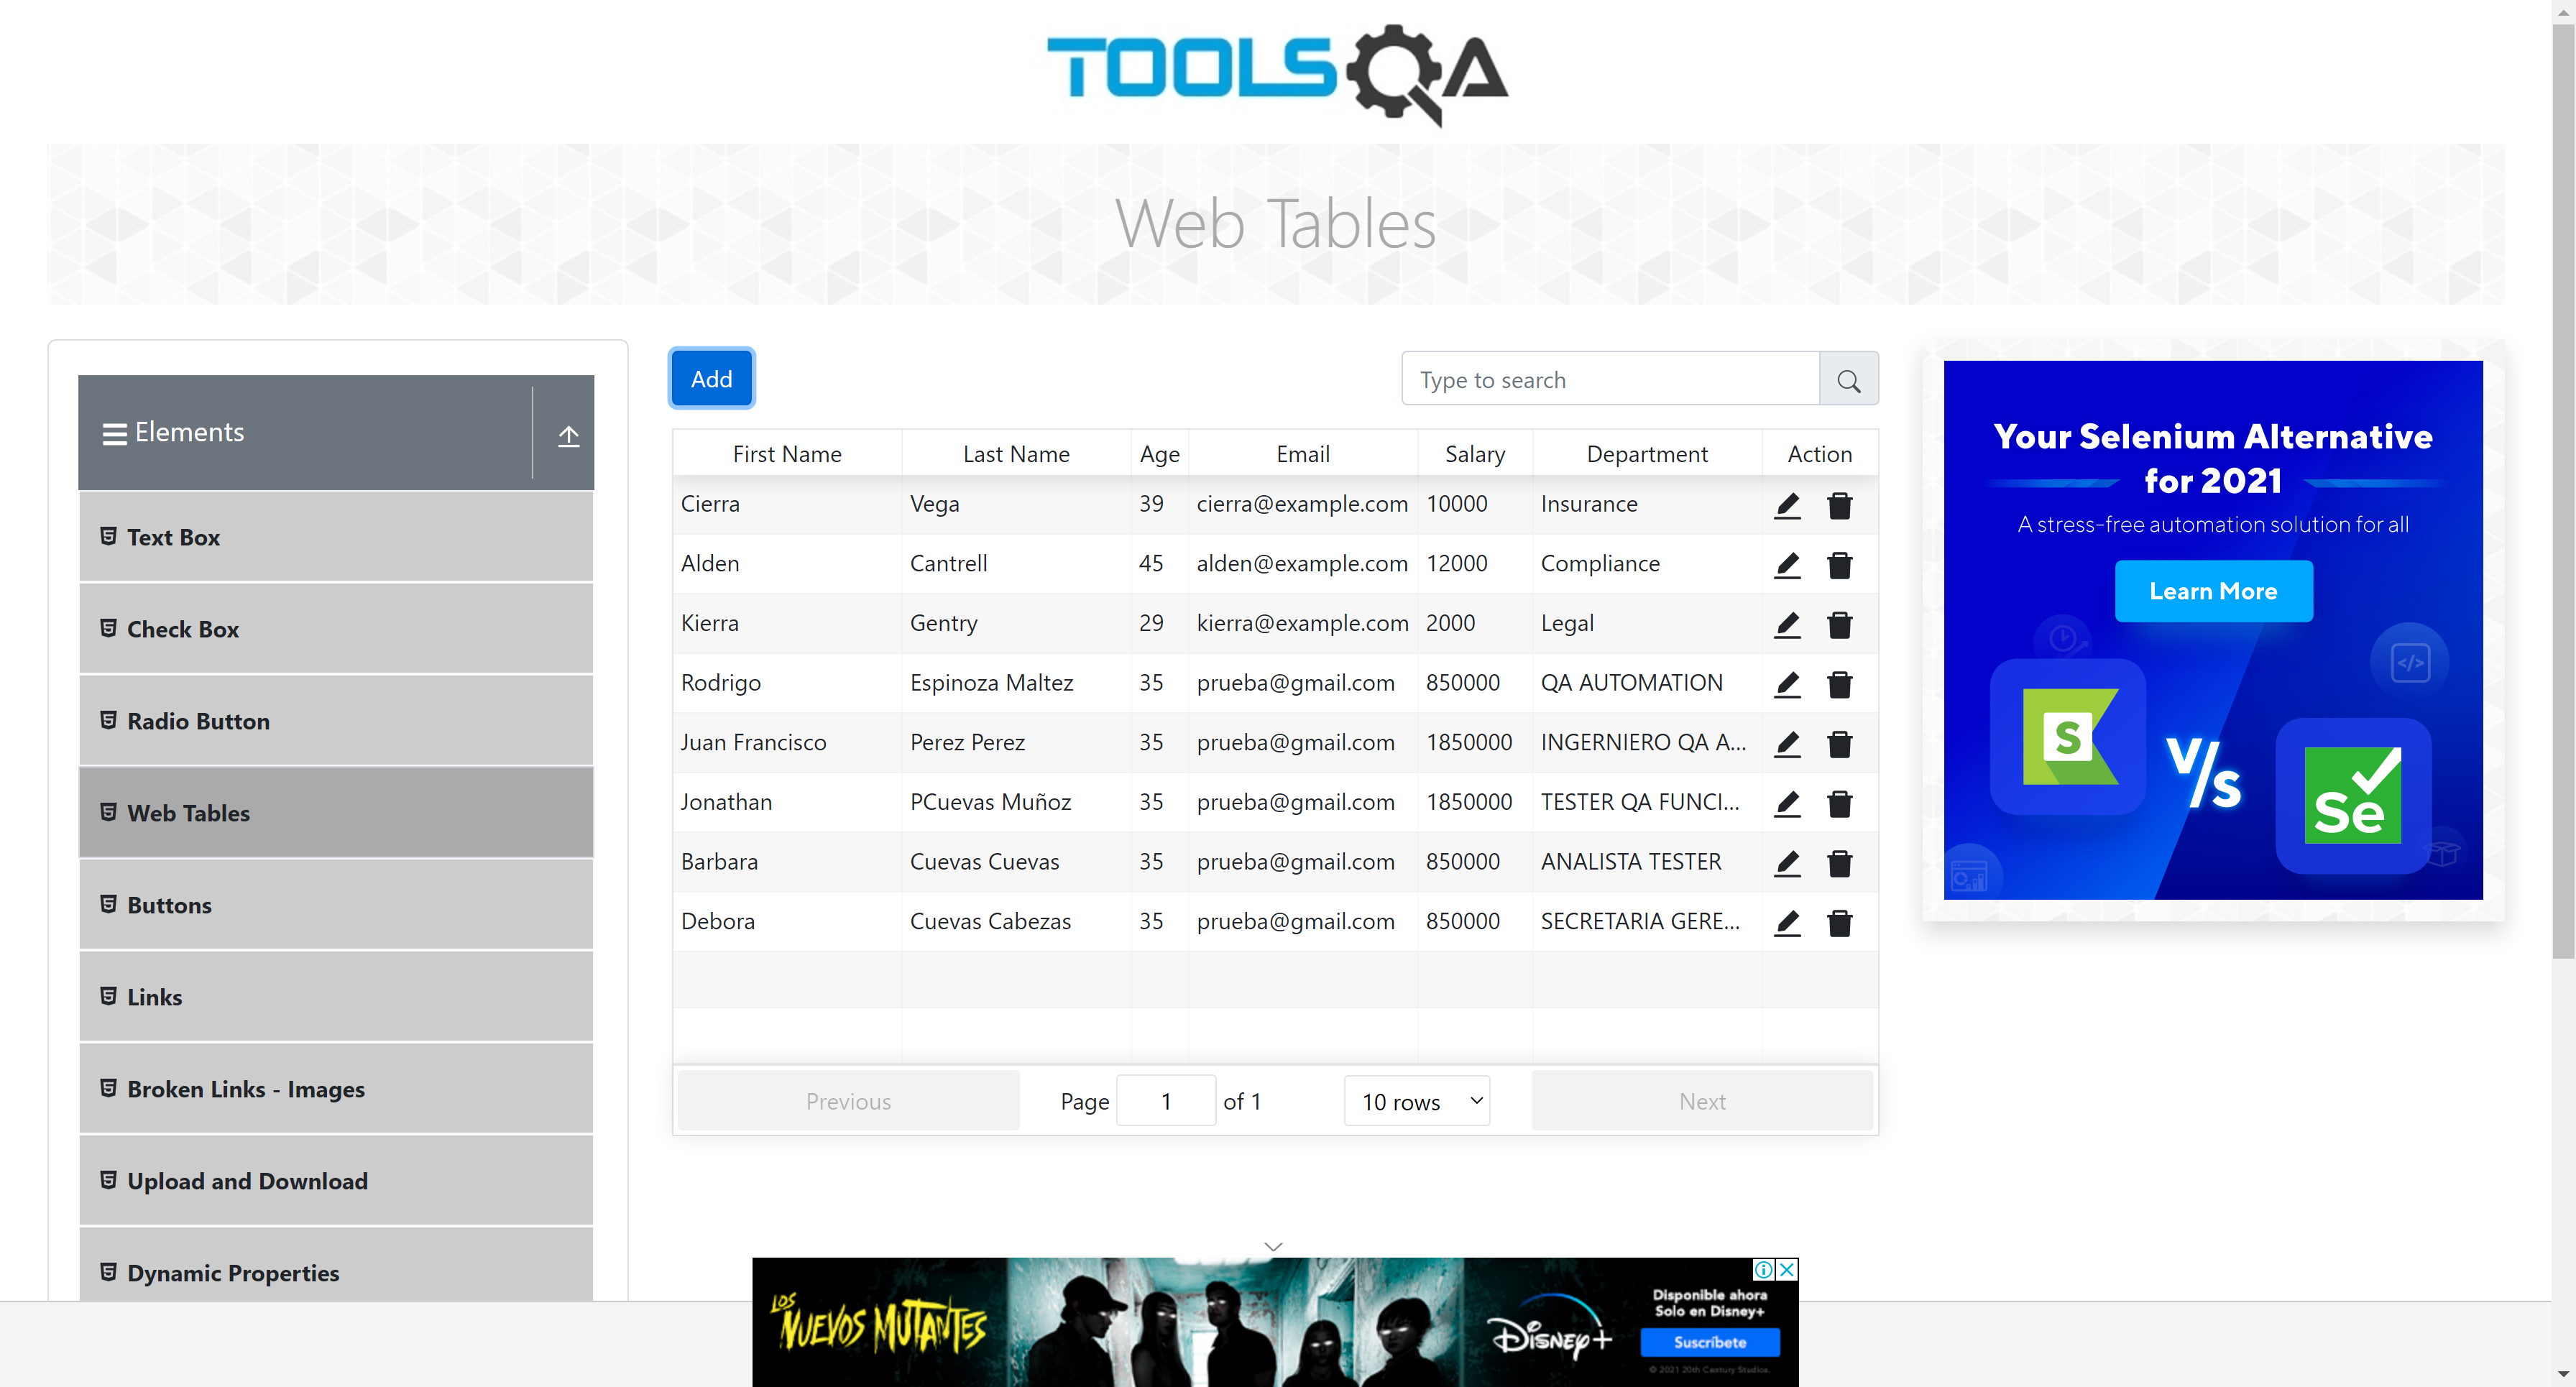 TOOLSQA
Web Tables
Elements
Text Box
Check Box
Radio Button
Web Tables
Buttons
Links
Broken Links - Images
Upload and Download
Dynamic Properties
Add
Type to search
First Name Last Name Age Email Salary Department Action
Cierra Vega 39 cierra@example.com 10000 Insurance
Alden Cantrell 45 alden@example.com 12000 Compliance
Kierra Gentry 29 kierra@example.com 2000 Legal
Rodrigo Espinoza Maltez 35 prueba@gmail.com 850000 QA AUTOMATION
Juan Francisco Perez Perez 35 prueba@gmail.com 1850000 INGERNIERO QA A...
Jonathan PCuevas Muñoz 35 prueba@gmail.com 1850000 TESTER QA FUNCI...
Barbara Cuevas Cuevas 35 prueba@gmail.com 850000 ANALISTA TESTER
Debora Cuevas Cabezas 35 prueba@gmail.com 850000 SECRETARIA GERE...
Previous Page 1 of 1 10 rows Next
Your Selenium Alternative
for 2021
A stress-free automation solution for all
Learn More
</>
S
V/s
Se
LOS
NUEVOS MUTANTES
Disney+
Disponible ahora
Solo en Disney+
Suscríbete
© 2021 20th Century Studios.